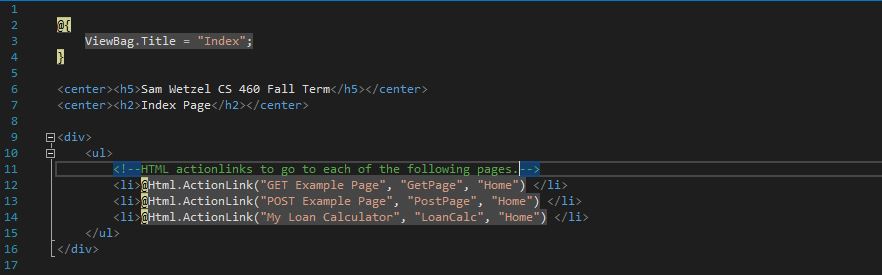 1
2 @{
3 ViewBag.Title = "Index";
4 }
5
6 <center><h5>Sam Wetzel CS 460 Fall Term</h5></center>
7 <center><h2>Index Page</h2></center>
8
9 <div>
10 <ul>
11 <!--HTML actionlinks to go to each of the following pages.-->
12 <li>@Html.ActionLink("GET Example Page", "GetPage", "Home") </li>
13 <li>@Html.ActionLink("POST Example Page", "PostPage", "Home") </li>
14 <li>@Html.ActionLink("My Loan Calculator", "LoanCalc", "Home") </li>
15 </ul>
16 </div>
17